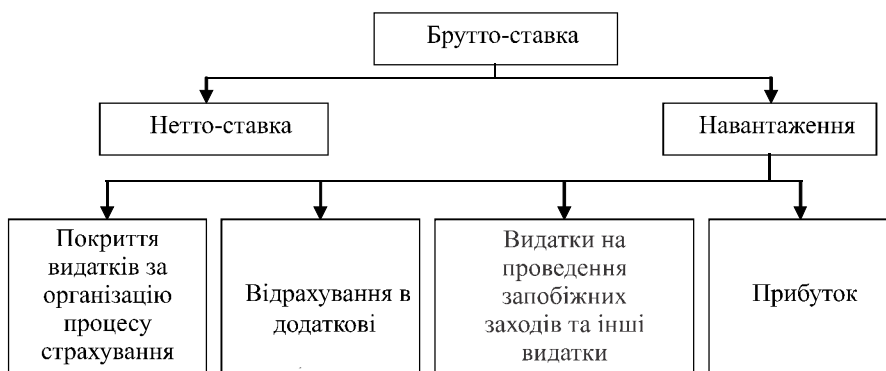 Брутто-ставка
Нетто-ставка
Навантаження
Покриття
видатків за
організацію
процесу
страхування
Відрахування в
додаткові
Видатки на
проведення
запобіжних
заходів та інші
видатки
Прибуток